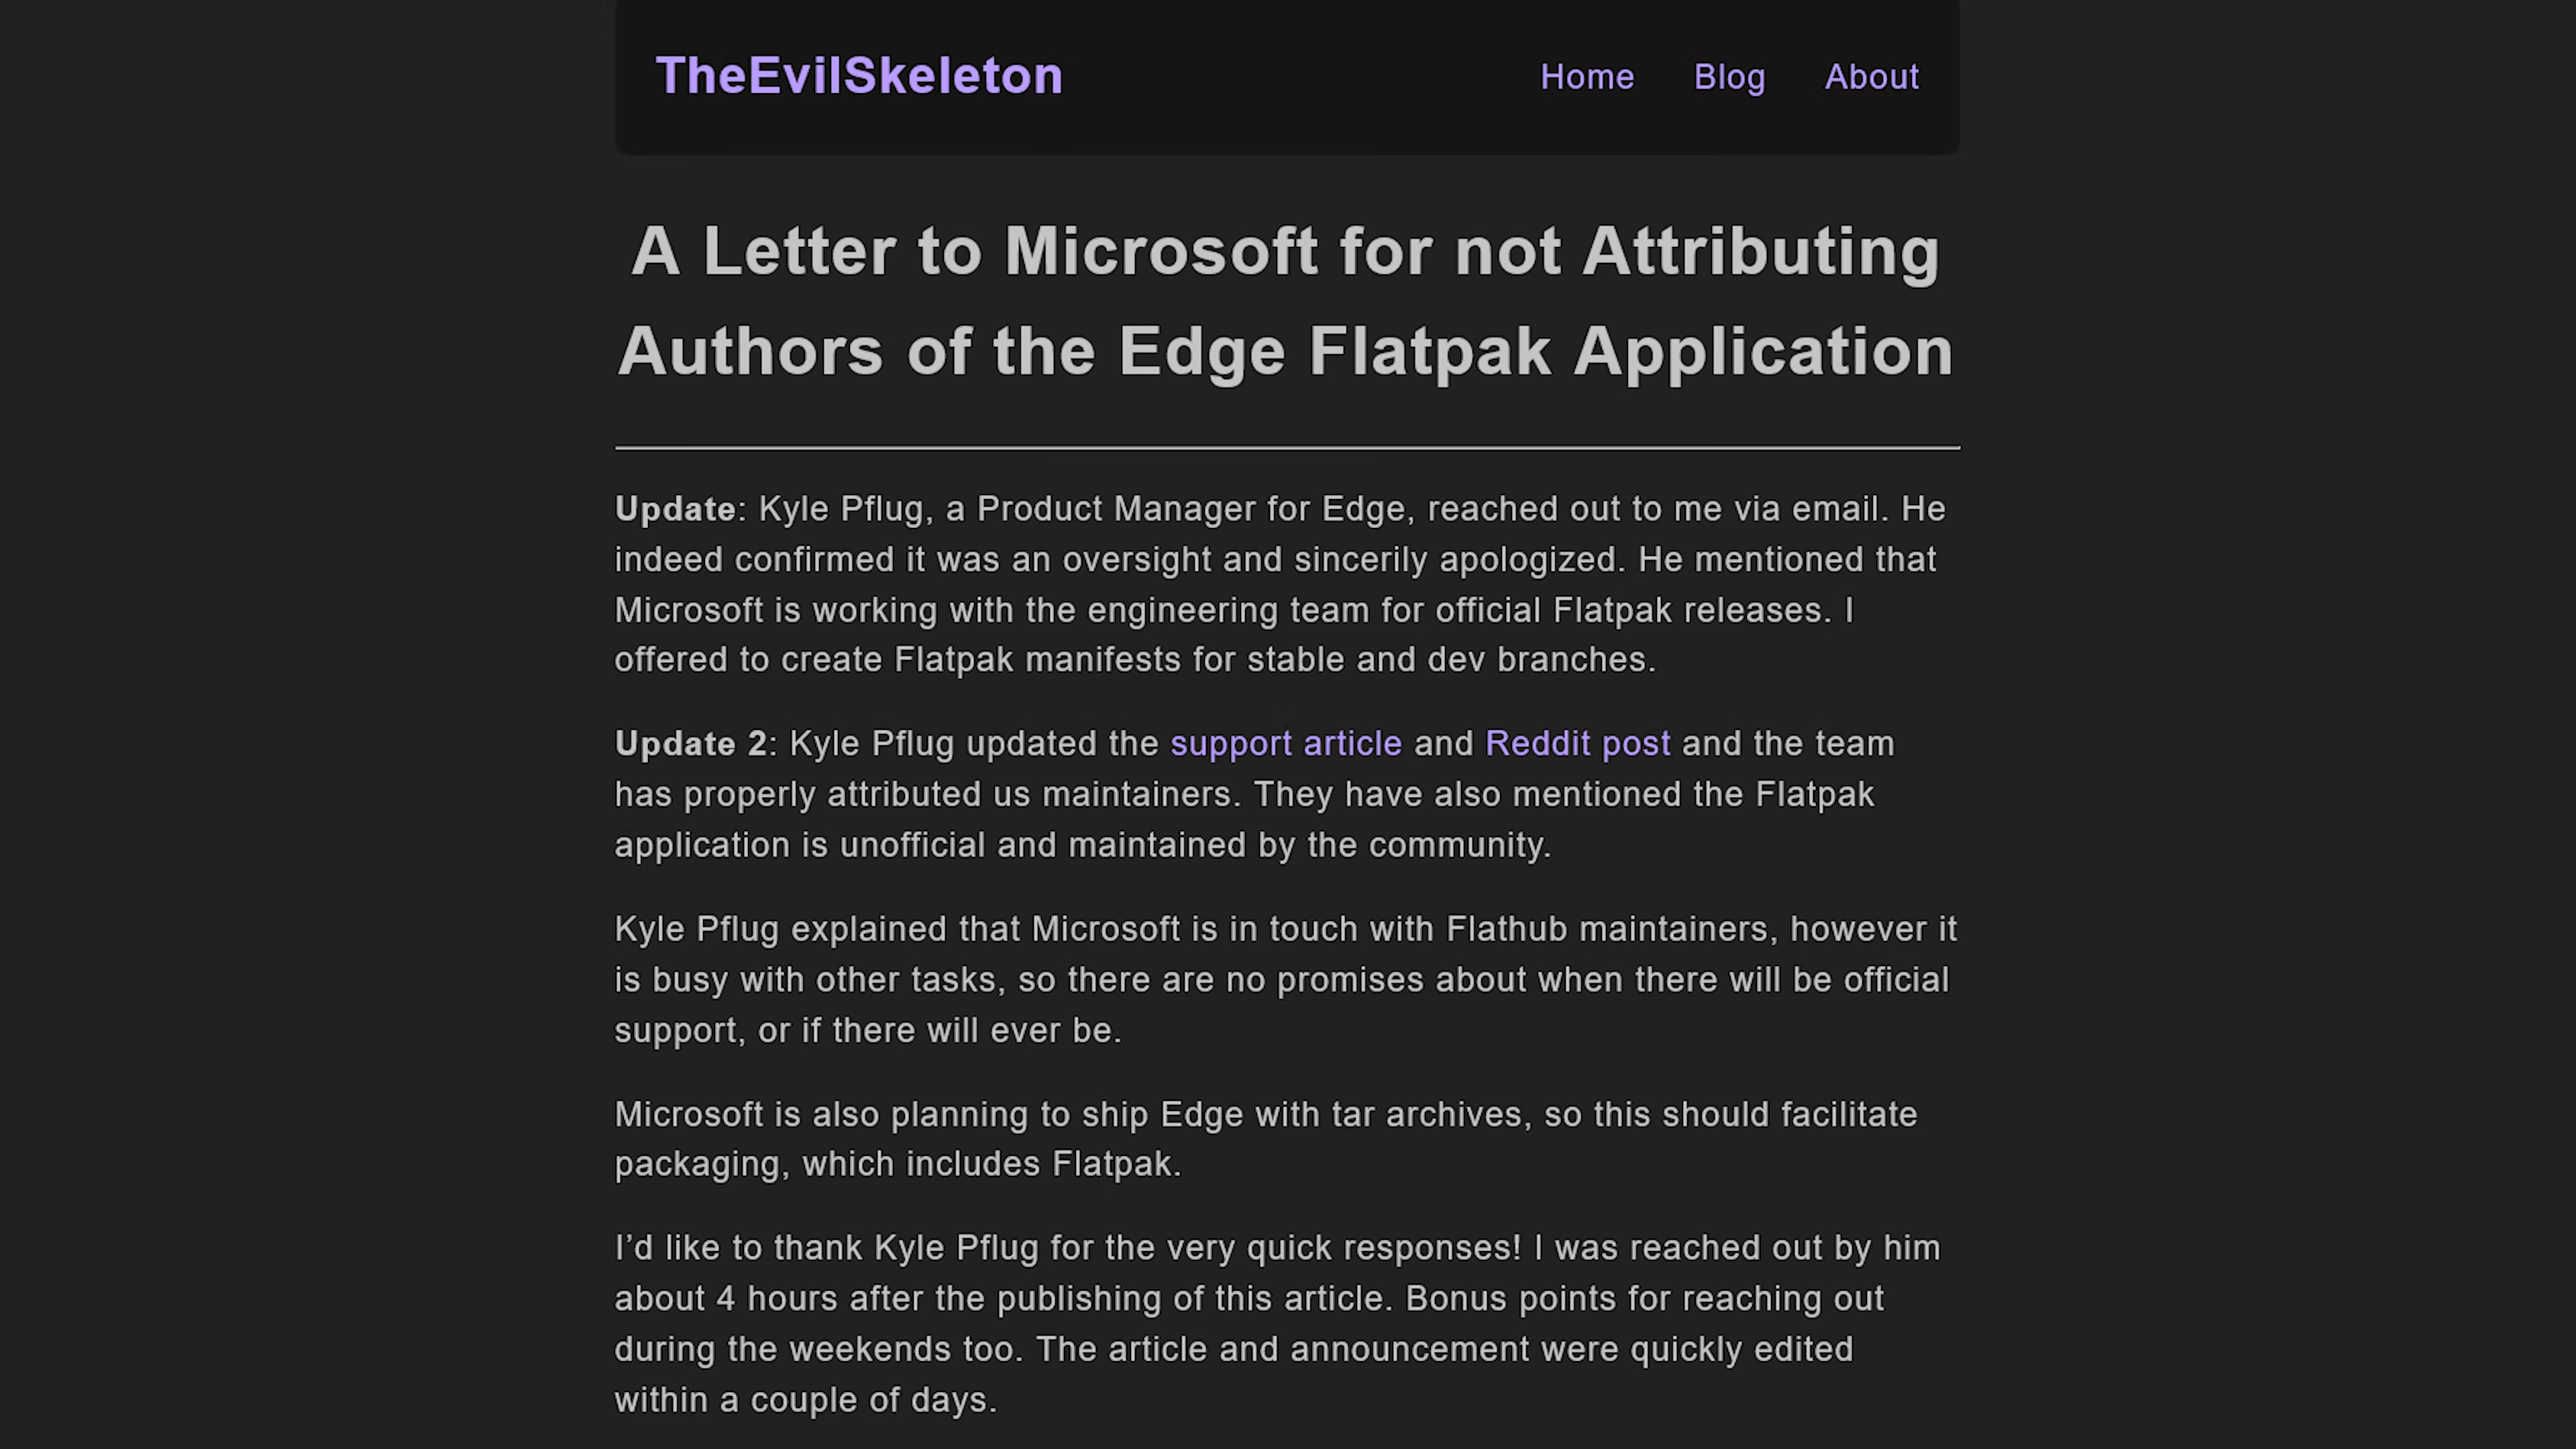 TheEvilSkeleton
Home Blog About
A Letter to Microsoft for not Attributing
Authors of the Edge Flatpak Application
Update: Kyle Pflug, a Product Manager for Edge, reached out to me via email. He
indeed confirmed it was an oversight and sincerily apologized. He mentioned that
Microsoft is working with the engineering team for official Flatpak releases. I
offered to create Flatpak manifests for stable and dev branches.
Update 2: Kyle Pflug updated the support article and Reddit post and the team
has properly attributed us maintainers. They have also mentioned the Flatpak
application is unofficial and maintained by the community.
Kyle Pflug explained that Microsoft is in touch with Flathub maintainers, however it
is busy with other tasks, so there are no promises about when there will be official
support, or if there will ever be.
Microsoft is also planning to ship Edge with tar archives, so this should facilitate
packaging, which includes Flatpak.
I’d like to thank Kyle Pflug for the very quick responses! I was reached out by him
about 4 hours after the publishing of this article. Bonus points for reaching out
during the weekends too. The article and announcement were quickly edited
within a couple of days.